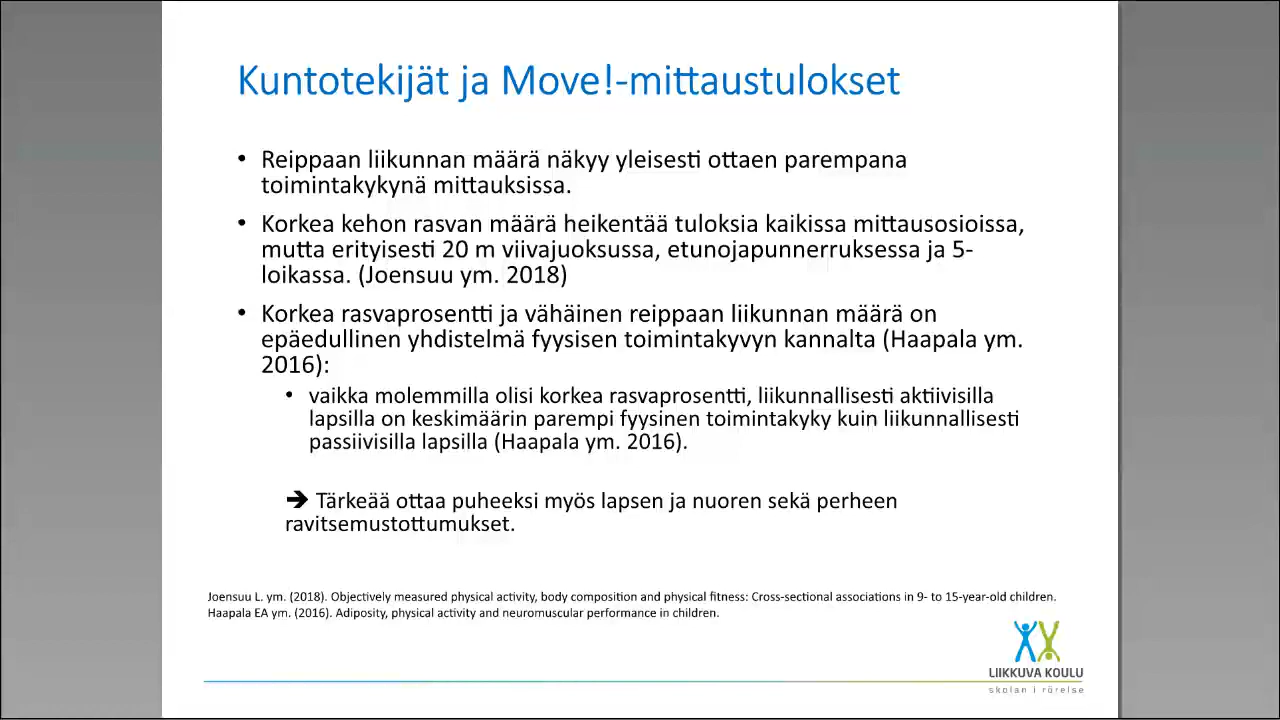 Kuntotekijät ja Move!-mittaustulokset
• Reippaan liikunnan määrä näkyy yleisesti ottaen parempana
toimintakykynä mittauksissa.
• Korkea kehon rasvan määrä heikentää tuloksia kaikissa mittausosioissa,
mutta erityisesti 20 m viivajuoksussa, etunojapunnerruksessa ja 5-
loikassa. (Joensuu ym. 2018)
• Korkea rasvaprosentti ja vähäinen reippaan liikunnan määrä on
epäedullinen yhdistelmä fyysisen toimintakyvyn kannalta (Haapala ym.
2016):
• vaikka molemmilla olisi korkea rasvaprosentti, liikunnallisesti aktiivisilla
lapsilla on keskimäärin parempi fyysinen toimintakyky kuin liikunnallisesti
passiivisilla lapsilla (Haapala ym. 2016).
➔ Tärkeää ottaa puheeksi myös lapsen ja nuoren sekä perheen
ravitsemustottumukset.
Joensuu L. ym. (2018). Objectively measured physical activity, body composition and physical fitness: Cross-sectional associations in 9- to 15-year-old children.
Haapala EA ym. (2016). Adiposity, physical activity and neuromuscular performance in children.
LIIKKUVA KOULU
skolan i rörelse